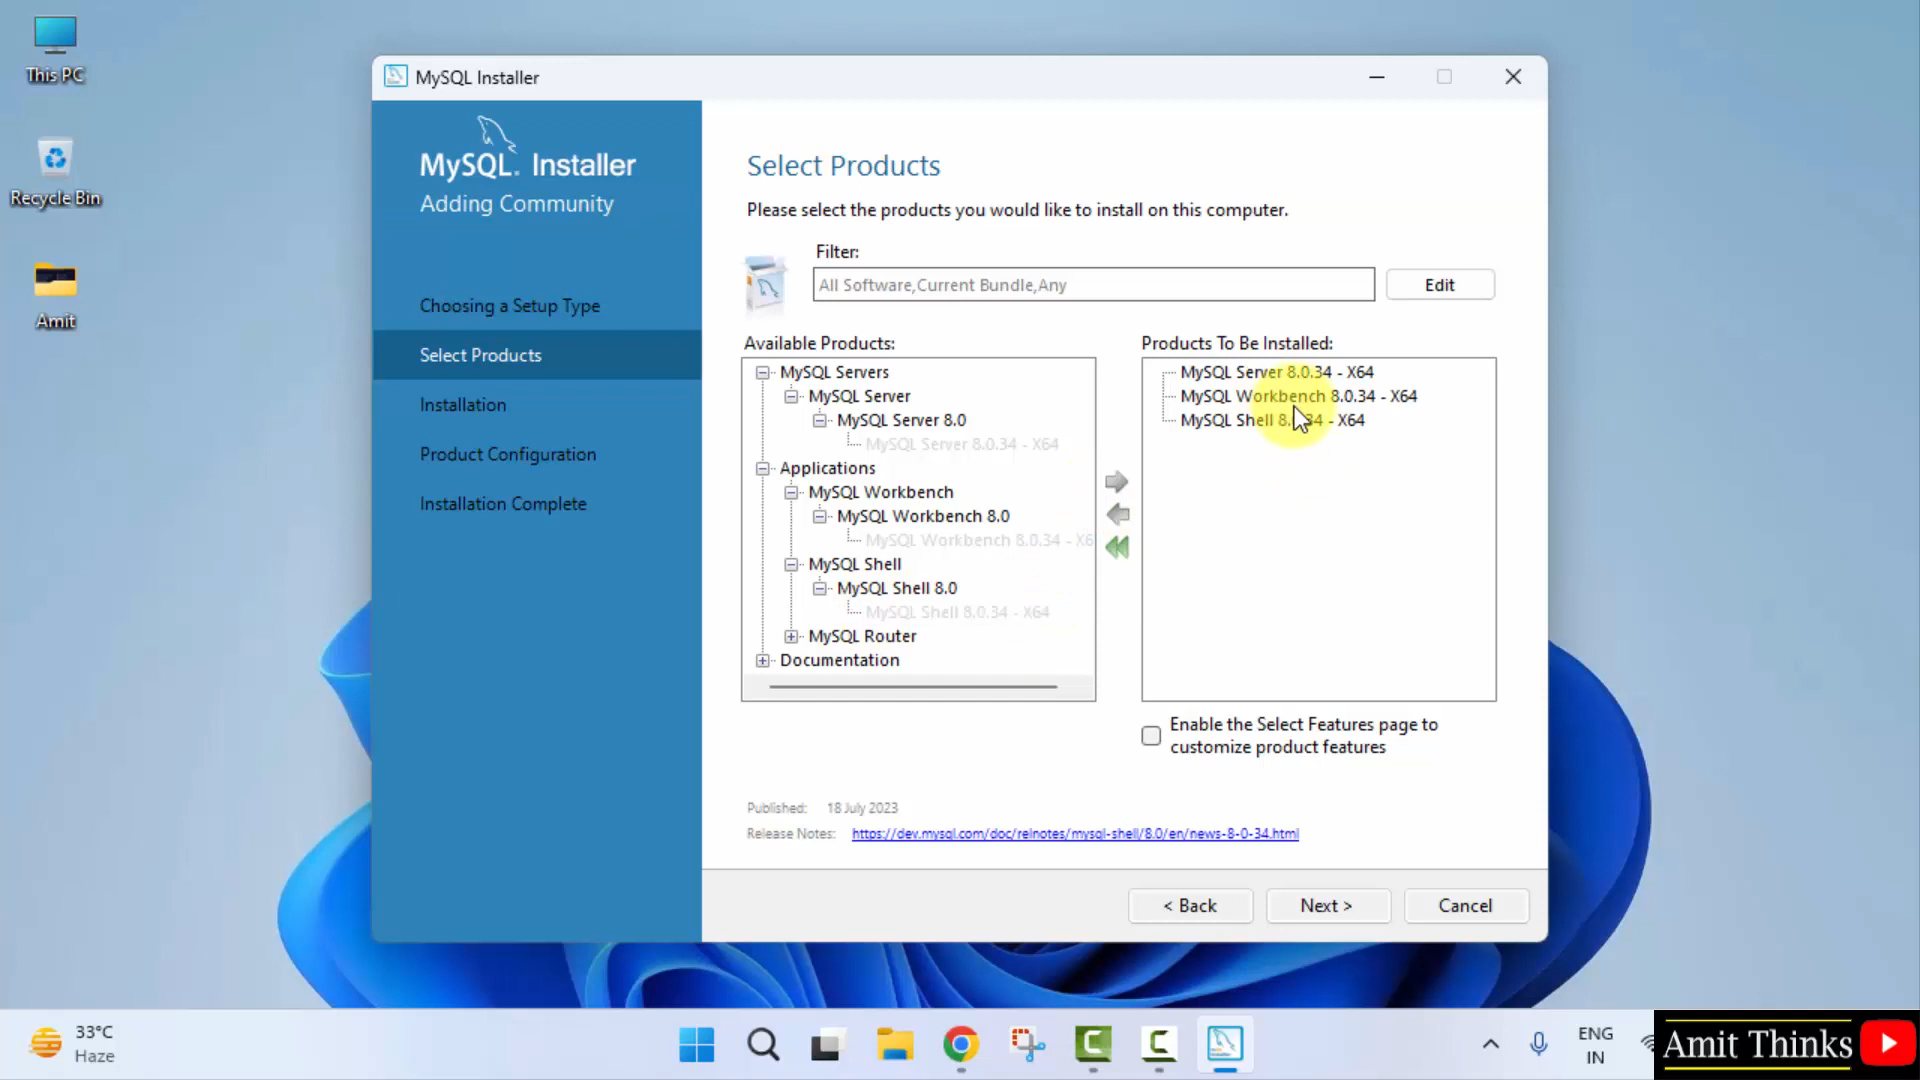 This PC
Recycle Bin
Amit
MySQL Installer
MySQL. Installer
Adding Community
Choosing a Setup Type
Select Products
Installation
Product Configuration
Installation Complete
Select Products
Please select the products you would like to install on this computer.
Filter:
All Software,Current Bundle,Any
Edit
Available Products:
MySQL Servers
MySQL Server
MySQL Server 8.0
MySQL Server 8.0.34 - X64
Applications
MySQL Workbench
MySQL Workbench 8.0
MySQL Workbench 8.0.34 - X6
MySQL Shell
MySQL Shell 8.0
MySQL Shell 8.0.34 - X64
MySQL Router
Documentation
Products To Be Installed:
MySQL Server 8.0.34 - X64
MySQL Workbench 8.0.34 - X64
MySQL Shell 8.0.34 - X64
Enable the Select Features page to
customize product features
Published: 18 July 2023
Release Notes: https://dev.mysql.com/doc/relnotes/mysql-shell/8.0/en/news-8-0-34.html
< Back
Next >
Cancel
33°C
Haze
ENG
IN
Amit Thinks